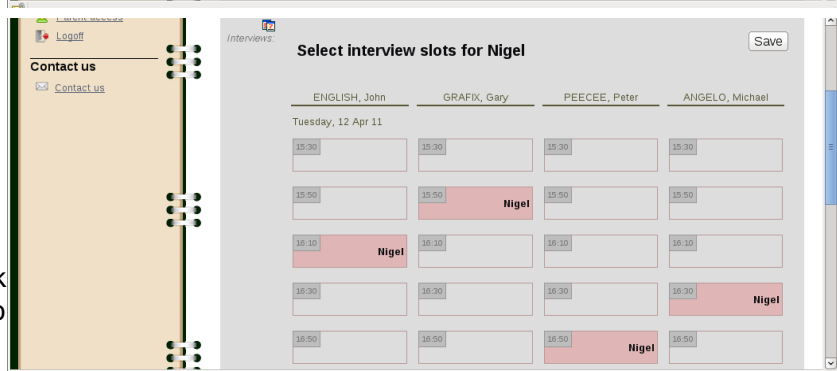 Parent access
Logoff
Contact us
Contact us
Interviews:
Select interview slots for Nigel
Save
ENGLISH, John GRAFIX, Gary PEECEE, Peter ANGELO, Michael
Tuesday, 12 Apr 11
15:30 15:30 15:30 15:30
15:50 15:50 Nigel 15:50 15:50
16:10 Nigel 16:10 16:10 16:10
16:30 16:30 16:30 16:30 Nigel
16:50 16:50 16:50 Nigel 16:50